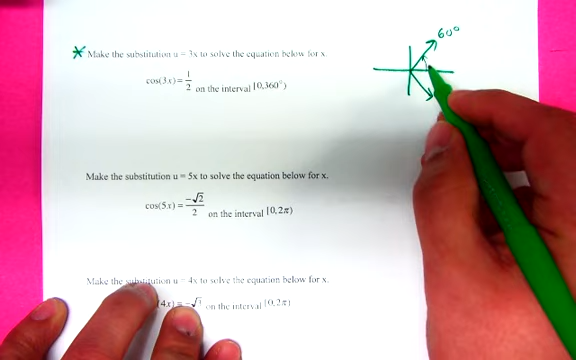 * Make the substitution u = 3x to solve the equation below for x.
cos(3x) = 1/2 on the interval [0,360°)
60°
Make the substitution u = 5x to solve the equation below for x.
cos(5x) = -√2/2 on the interval [0,2π)
Make the substitution u = 4x to solve the equation below for x.
(4x) = -√ on the interval [0,2π)